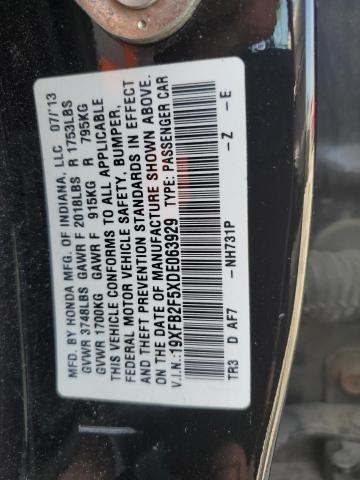 MFD. BY HONDA MFG. OF INDIANA, LLC 07/13
GVWR 3748LBS GAWR F 2018LBS R 1753LBS
GVWR 1700KG GAWR F 915KG R 795KG
THIS VEHICLE CONFORMS TO ALL APPLICABLE
FEDERAL MOTOR VEHICLE SAFETY, BUMPER,
AND THEFT PREVENTION STANDARDS IN EFFECT
ON THE DATE OF MANUFACTURE SHOWN ABOVE.
V.I.N.: 19XFB2F5XDE063929 TYPE: PASSENGER CAR
TR3 D AF7 - NH731P - Z - E